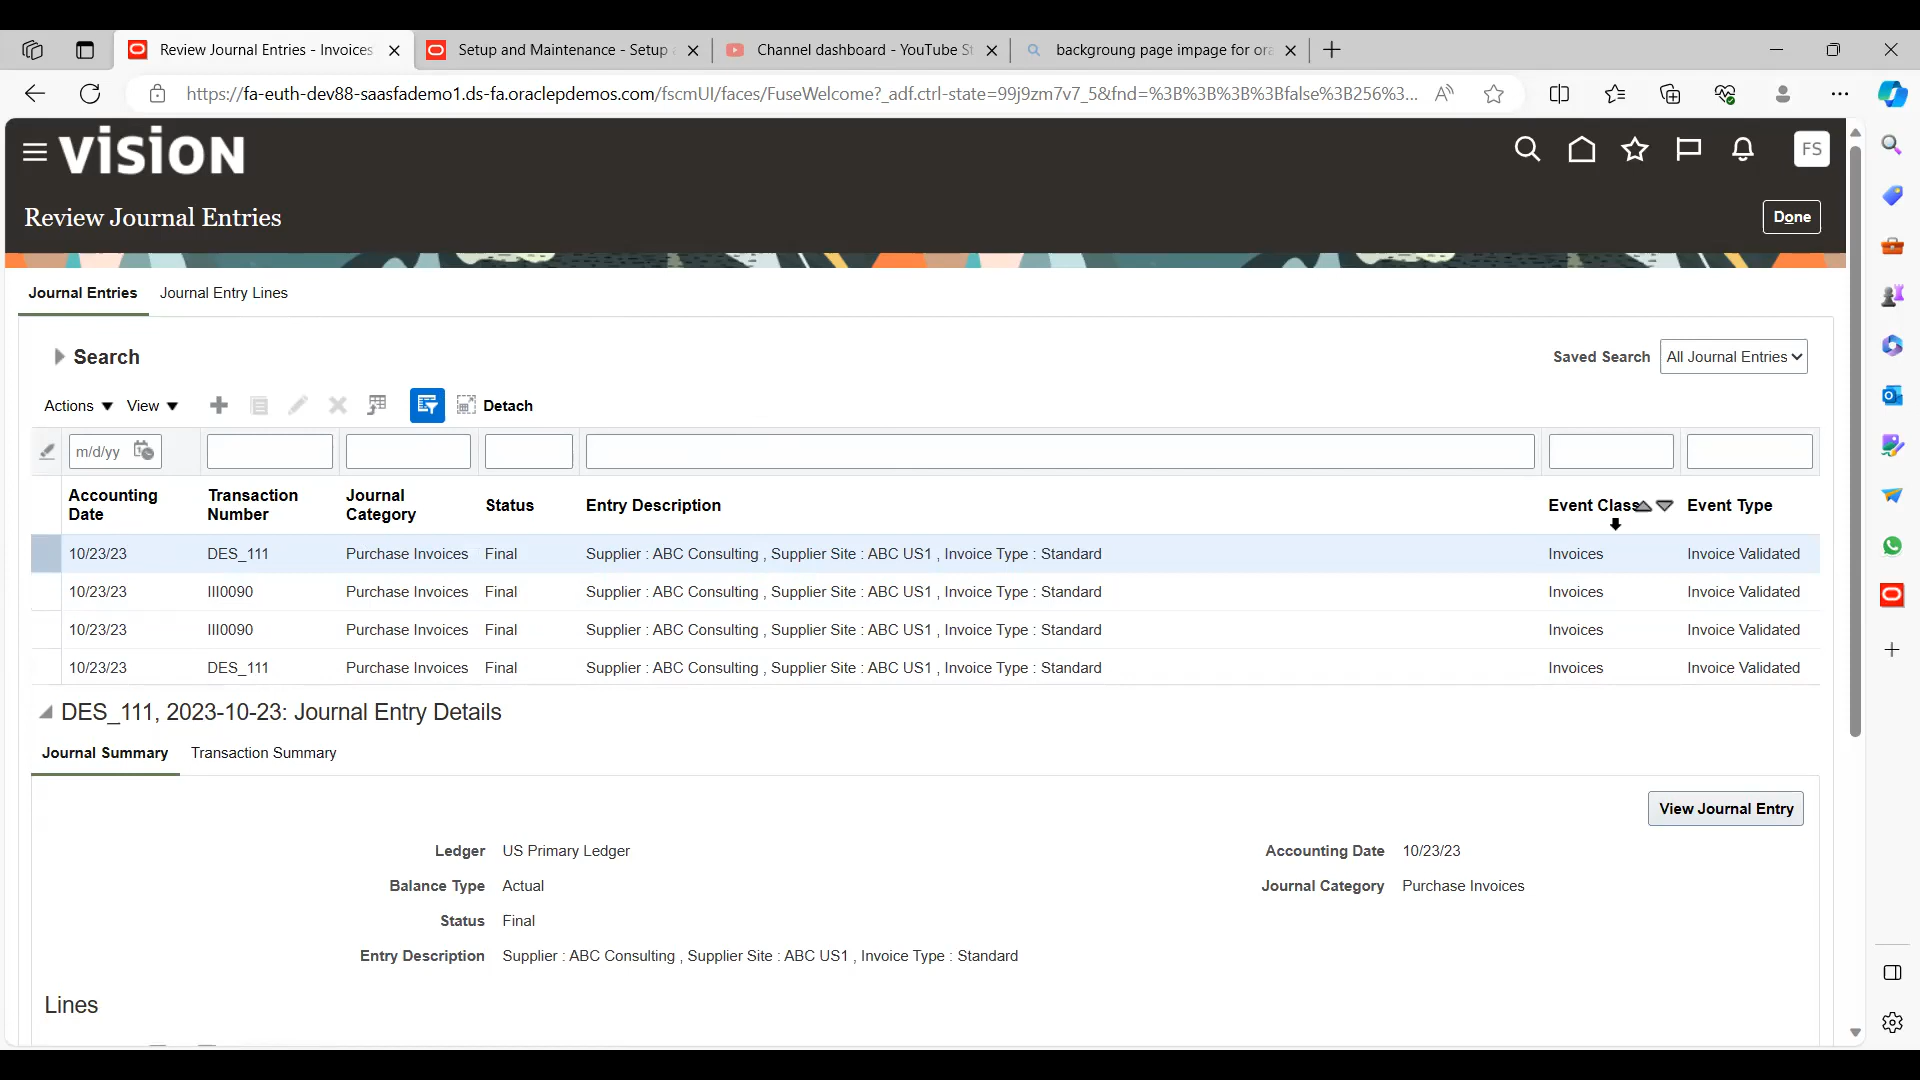 Review Journal Entries - Invoices
Setup and Maintenance - Setup a
Channel dashboard - YouTube St
backgroung page impage for ora
https://fa-euth-dev88-saasfademo1.ds-fa.oraclepdemos.com/fscmUI/faces/FuseWelcome?_adf.ctrl-state=99j9zm7v7_5&fnd=%3B%3B%3B%3Bfalse%3B256%3...
VISION
FS
Review Journal Entries
Done
Journal Entries
Journal Entry Lines
Search
Saved Search
All Journal Entries
Actions
View
Detach
m/d/yy
Accounting Date
Transaction Number
Journal Category
Status
Entry Description
Event Class
Event Type
10/23/23 DES_111 Purchase Invoices Final Supplier : ABC Consulting , Supplier Site : ABC US1 , Invoice Type : Standard Invoices Invoice Validated
10/23/23 III0090 Purchase Invoices Final Supplier : ABC Consulting , Supplier Site : ABC US1 , Invoice Type : Standard Invoices Invoice Validated
10/23/23 III0090 Purchase Invoices Final Supplier : ABC Consulting , Supplier Site : ABC US1 , Invoice Type : Standard Invoices Invoice Validated
10/23/23 DES_111 Purchase Invoices Final Supplier : ABC Consulting , Supplier Site : ABC US1 , Invoice Type : Standard Invoices Invoice Validated
DES_111, 2023-10-23: Journal Entry Details
Journal Summary
Transaction Summary
View Journal Entry
Ledger US Primary Ledger
Accounting Date 10/23/23
Balance Type Actual
Journal Category Purchase Invoices
Status Final
Entry Description Supplier : ABC Consulting , Supplier Site : ABC US1 , Invoice Type : Standard
Lines